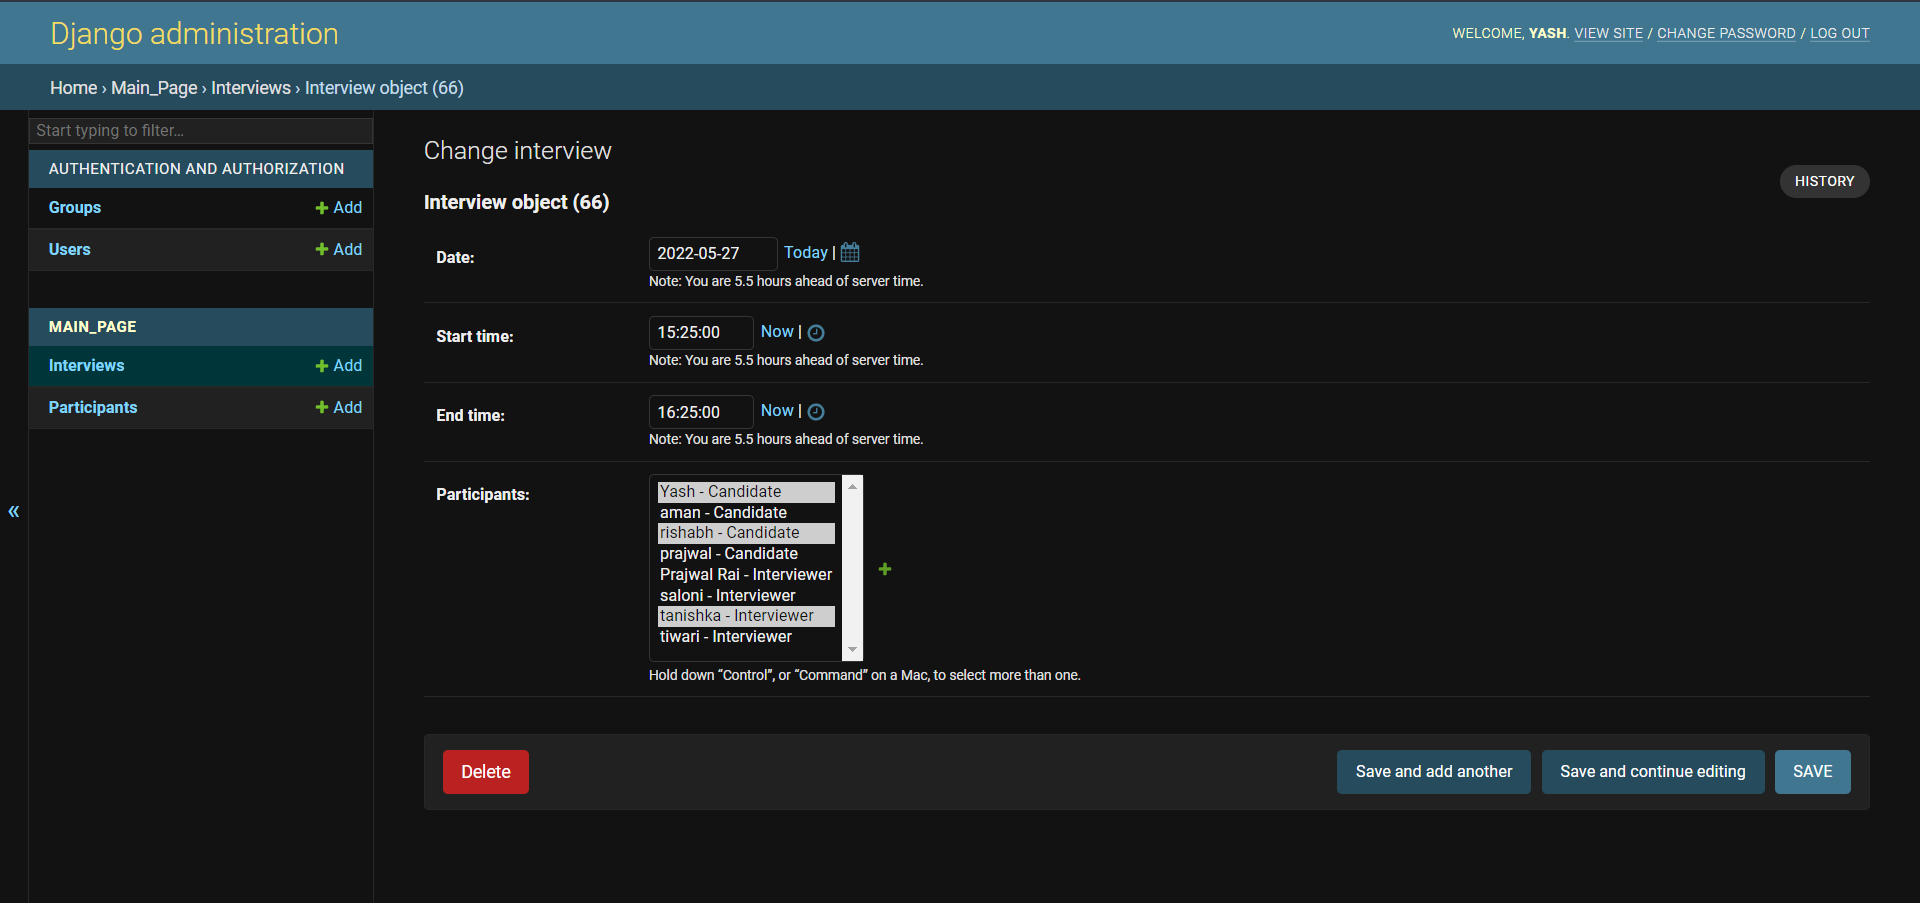 Django administration
WELCOME, YASH. VIEW SITE / CHANGE PASSWORD / LOG OUT
Home › Main_Page › Interviews › Interview object (66)
Start typing to filter...
AUTHENTICATION AND AUTHORIZATION
Groups + Add
Users + Add
MAIN_PAGE
Interviews + Add
Participants + Add
«
Change interview
HISTORY
Interview object (66)
Date: 2022-05-27 Today |
Note: You are 5.5 hours ahead of server time.
Start time: 15:25:00 Now |
Note: You are 5.5 hours ahead of server time.
End time: 16:25:00 Now |
Note: You are 5.5 hours ahead of server time.
Participants:
Yash - Candidate
aman - Candidate
rishabh - Candidate
prajwal - Candidate
Prajwal Rai - Interviewer
saloni - Interviewer
tanishka - Interviewer
tiwari - Interviewer
Hold down “Control”, or “Command” on a Mac, to select more than one.
Delete
Save and add another
Save and continue editing
SAVE